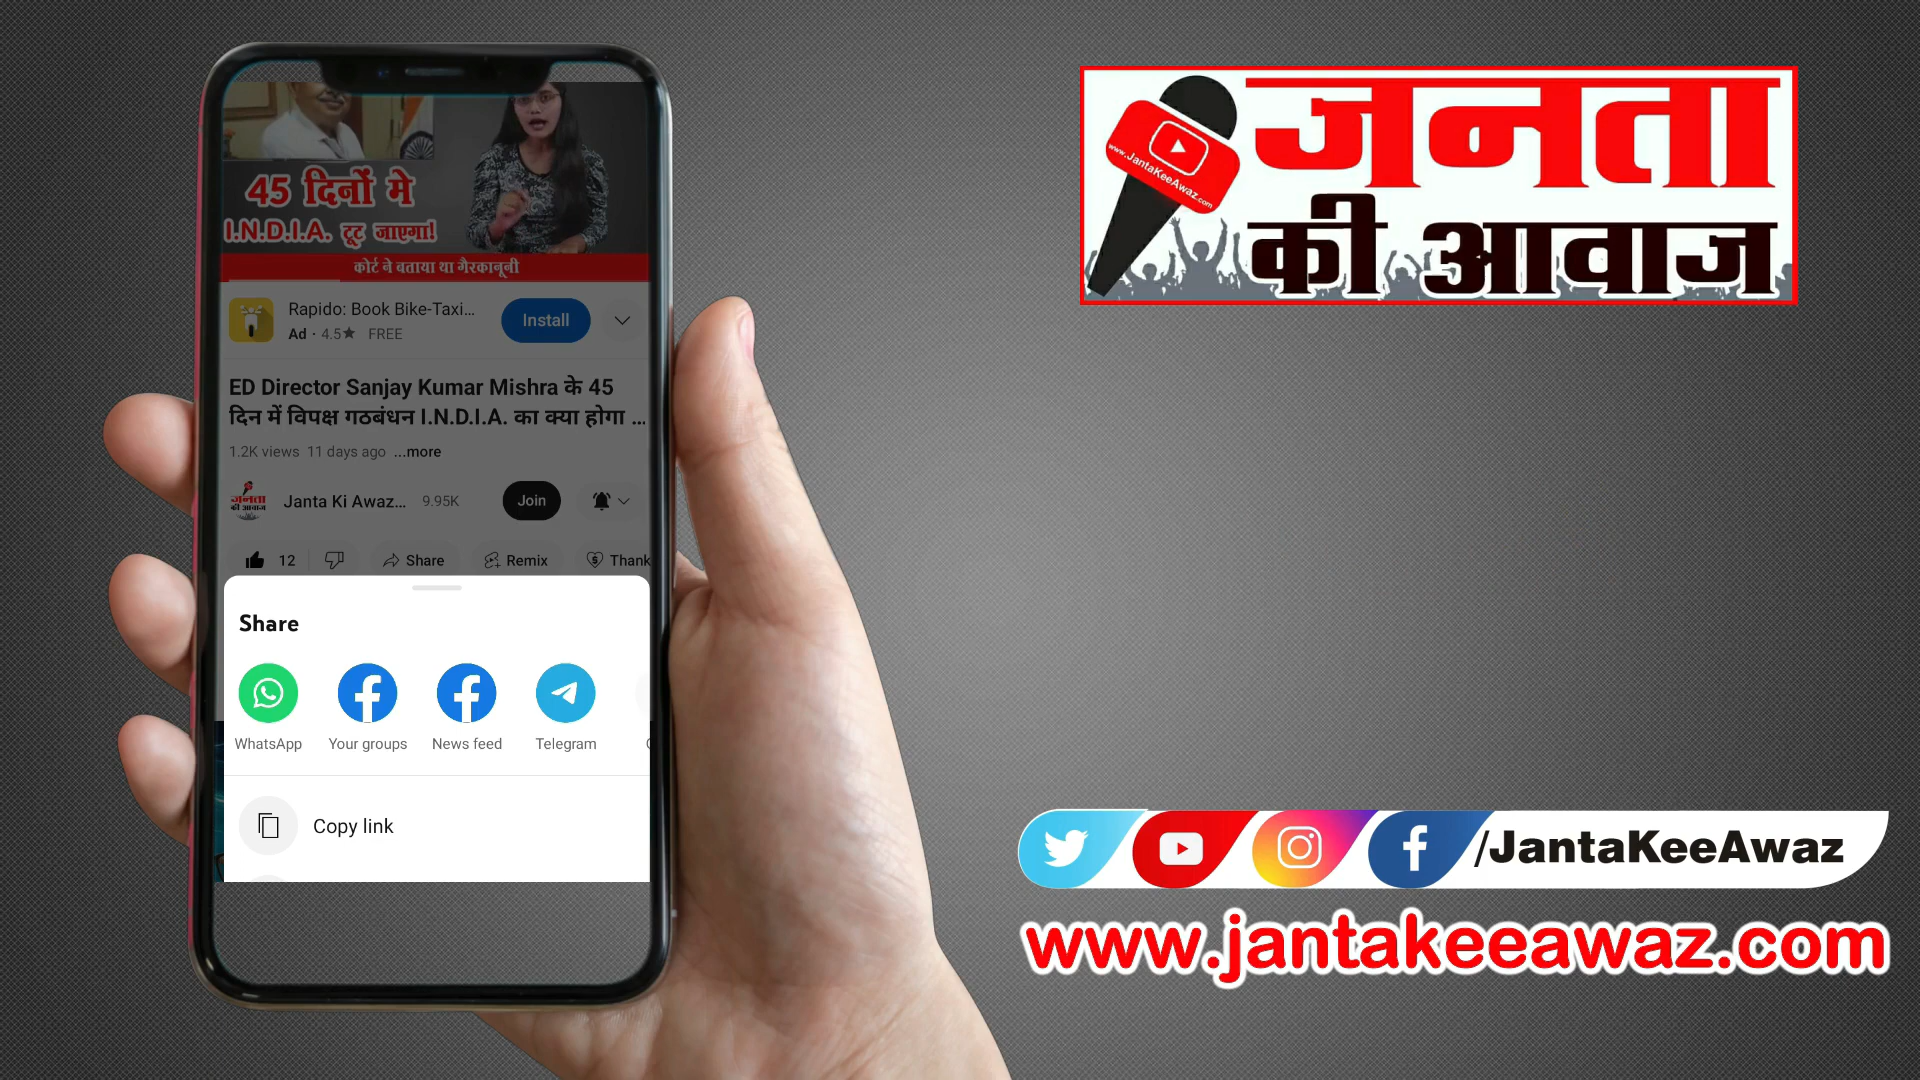 45 दिनों मे
I.N.D.I.A. टूट जाएगा!
कोर्ट ने बताया था गैरकानूनी
Rapido: Book Bike-Taxi...
Ad · 4.5★ FREE
Install
ED Director Sanjay Kumar Mishra के 45
दिन में विपक्ष गठबंधन I.N.D.I.A. का क्या होगा ...
1.2K views 11 days ago ...more
जनता
की आवाज
Janta Ki Awaz... 9.95K
Join
12
Share
Remix
Thank
Share
WhatsApp
Your groups
News feed
Telegram
Copy link
www.JantaKeeAwaz.com
जनता
की आवाज
/JantaKeeAwaz
www.jantakeeawaz.com